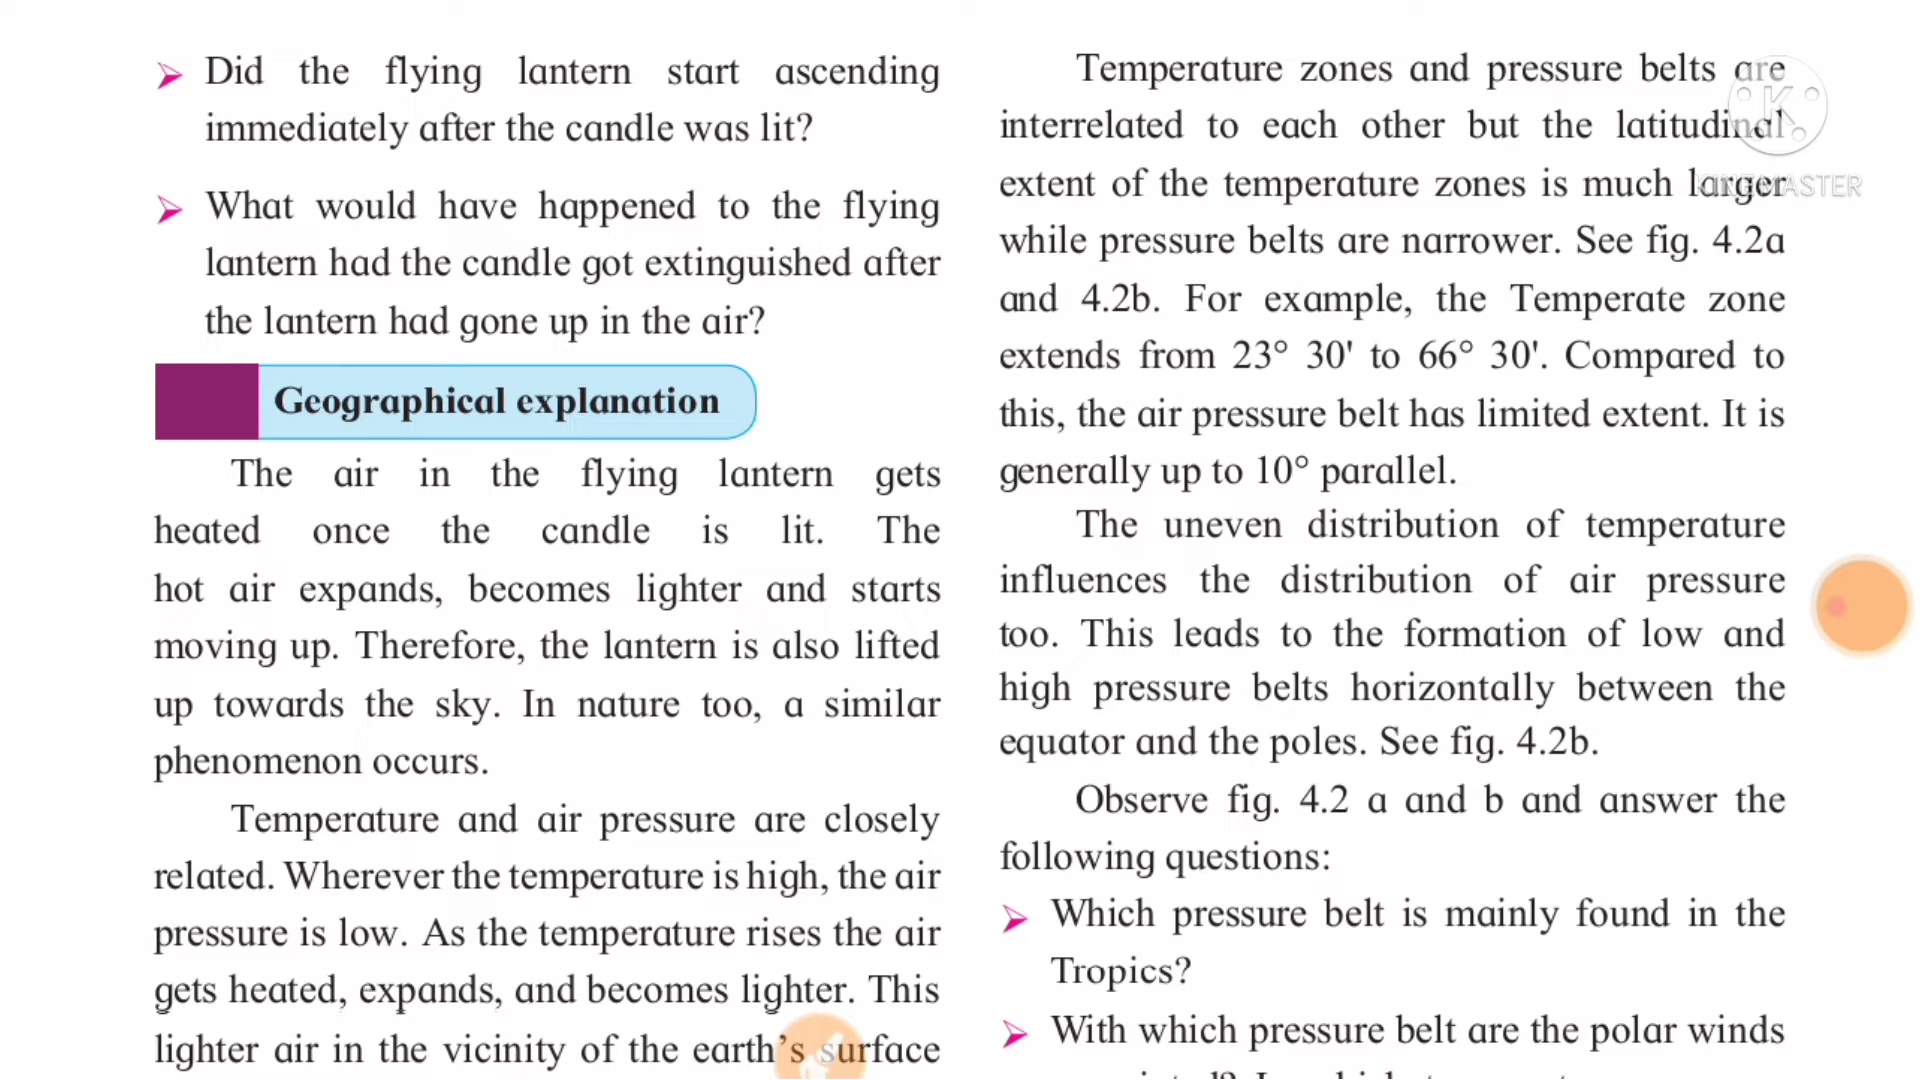 Did the flying lantern start ascending
immediately after the candle was lit?
What would have happened to the flying
lantern had the candle got extinguished after
the lantern had gone up in the air?
Geographical explanation
The air in the flying lantern gets
heated once the candle is lit. The
hot air expands, becomes lighter and starts
moving up. Therefore, the lantern is also lifted
up towards the sky. In nature too, a similar
phenomenon occurs.
Temperature and air pressure are closely
related. Wherever the temperature is high, the air
pressure is low. As the temperature rises the air
gets heated, expands, and becomes lighter. This
lighter air in the vicinity of the earth's surface
Temperature zones and pressure belts are
interrelated to each other but the latitudinal
extent of the temperature zones is much larger
while pressure belts are narrower. See fig. 4.2a
and 4.2b. For example, the Temperate zone
extends from 23° 30' to 66° 30'. Compared to
this, the air pressure belt has limited extent. It is
generally up to 10° parallel.
The uneven distribution of temperature
influences the distribution of air pressure
too. This leads to the formation of low and
high pressure belts horizontally between the
equator and the poles. See fig. 4.2b.
Observe fig. 4.2 a and b and answer the
following questions:
Which pressure belt is mainly found in the
Tropics?
With which pressure belt are the polar winds
K
KINEMASTER